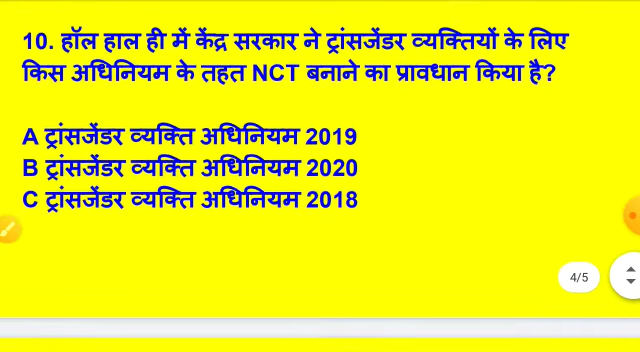 10. हॉल हाल ही में केंद्र सरकार ने ट्रांसजेंडर व्यक्तियों के लिए
किस अधिनियम के तहत NCT बनाने का प्रावधान किया है?
A ट्रांसजेंडर व्यक्ति अधिनियम 2019
B ट्रांसजेंडर व्यक्ति अधिनियम 2020
C ट्रांसजेंडर व्यक्ति अधिनियम 2018
4/5